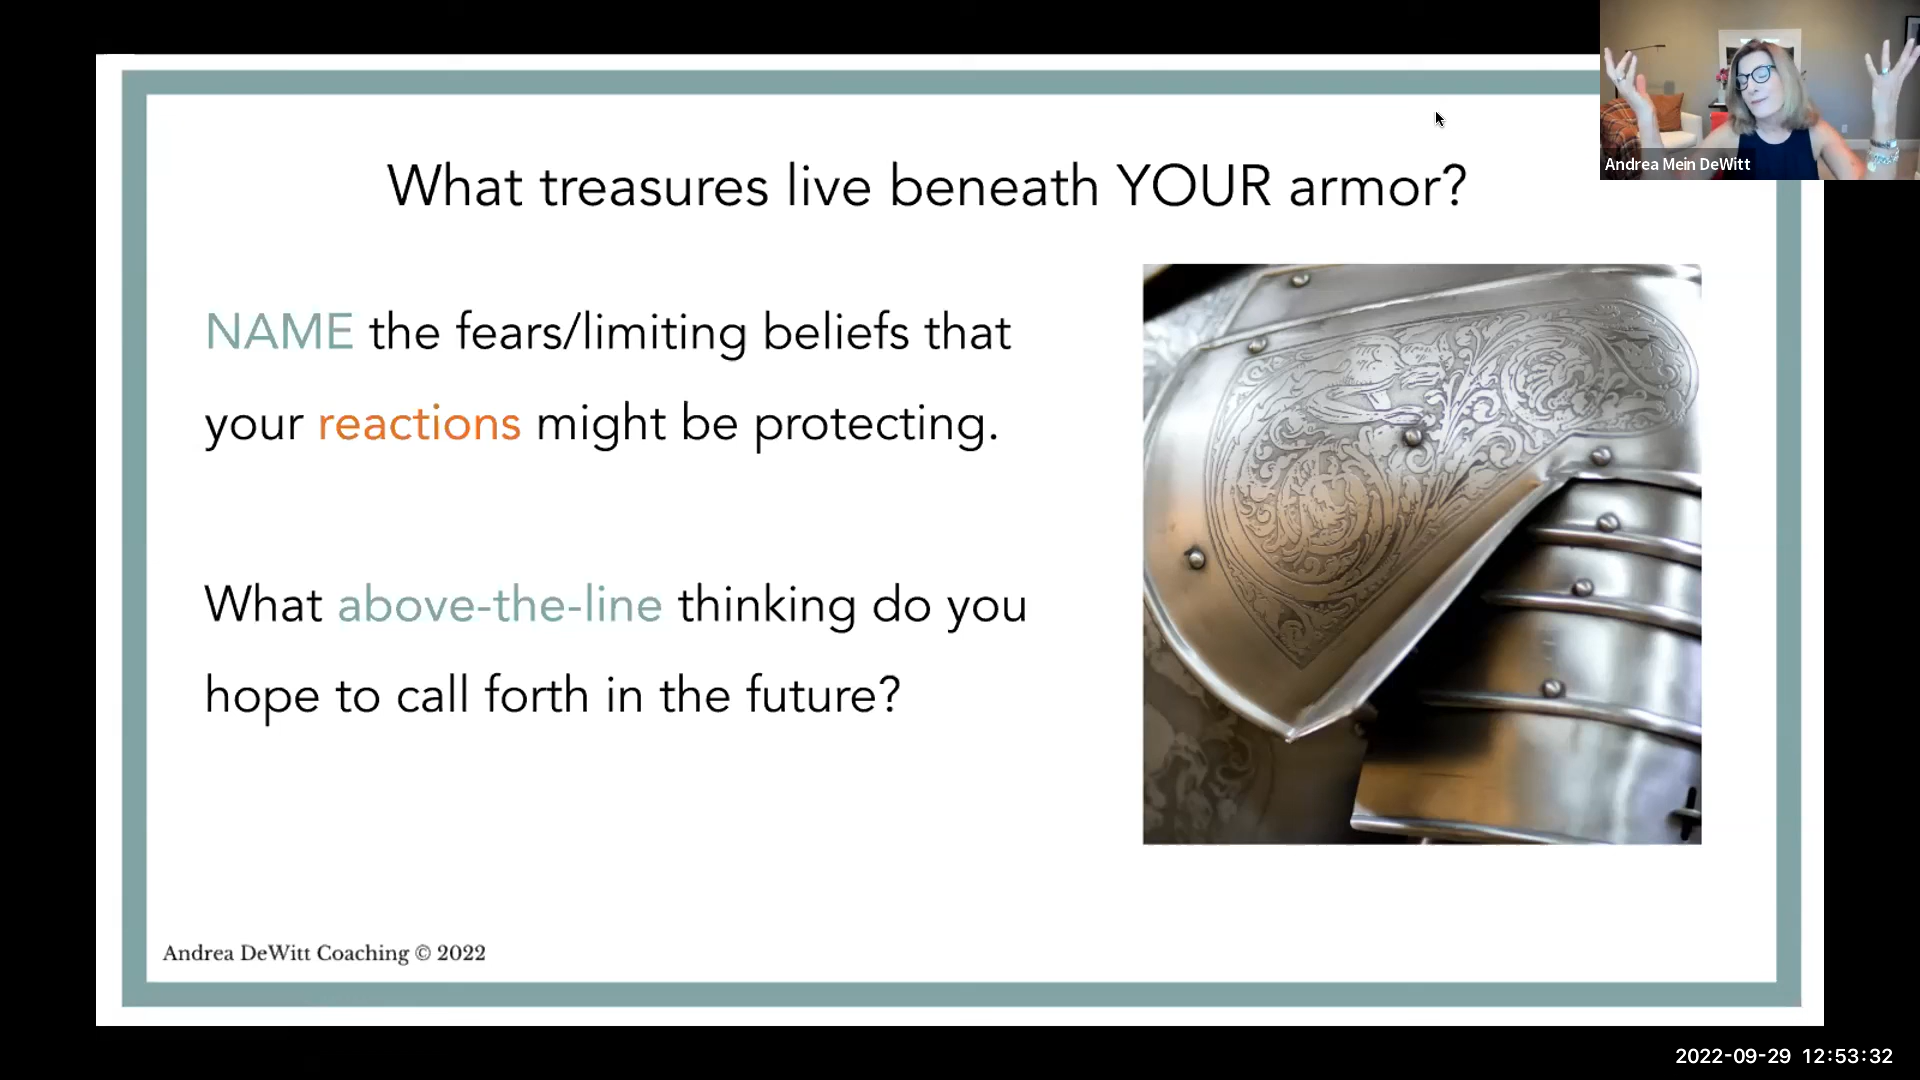 Andrea Mein DeWitt
What treasures live beneath YOUR armor?
NAME the fears/limiting beliefs that
your reactions might be protecting.
What above-the-line thinking do you
hope to call forth in the future?
Andrea DeWitt Coaching © 2022
2022-09-29 12:53:32